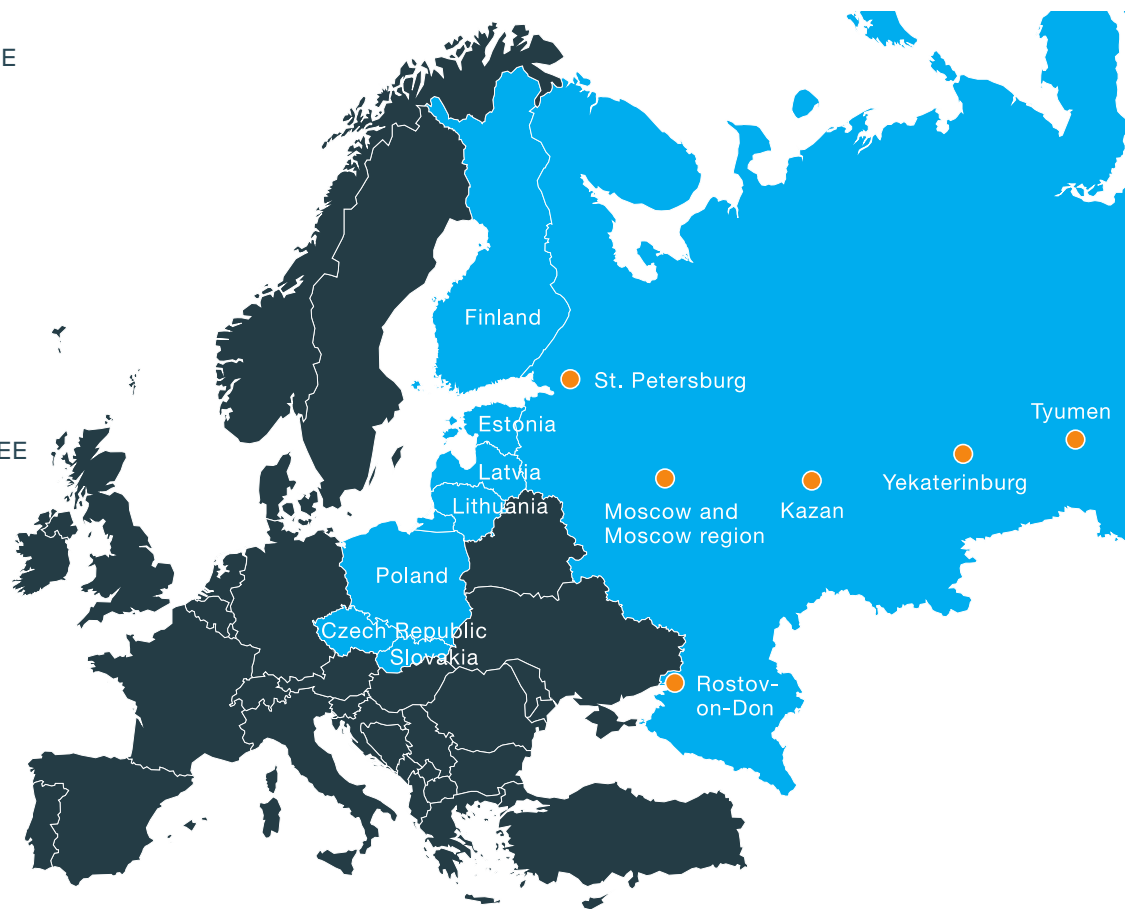 E
Finland
St. Petersburg
Tyumen
Estonia
EE
Latvia
Yekaterinburg
Lithuania
Kazan
Moscow and
Moscow region
Poland
Czech Republic
Slovakia
Rostov-
on-Don